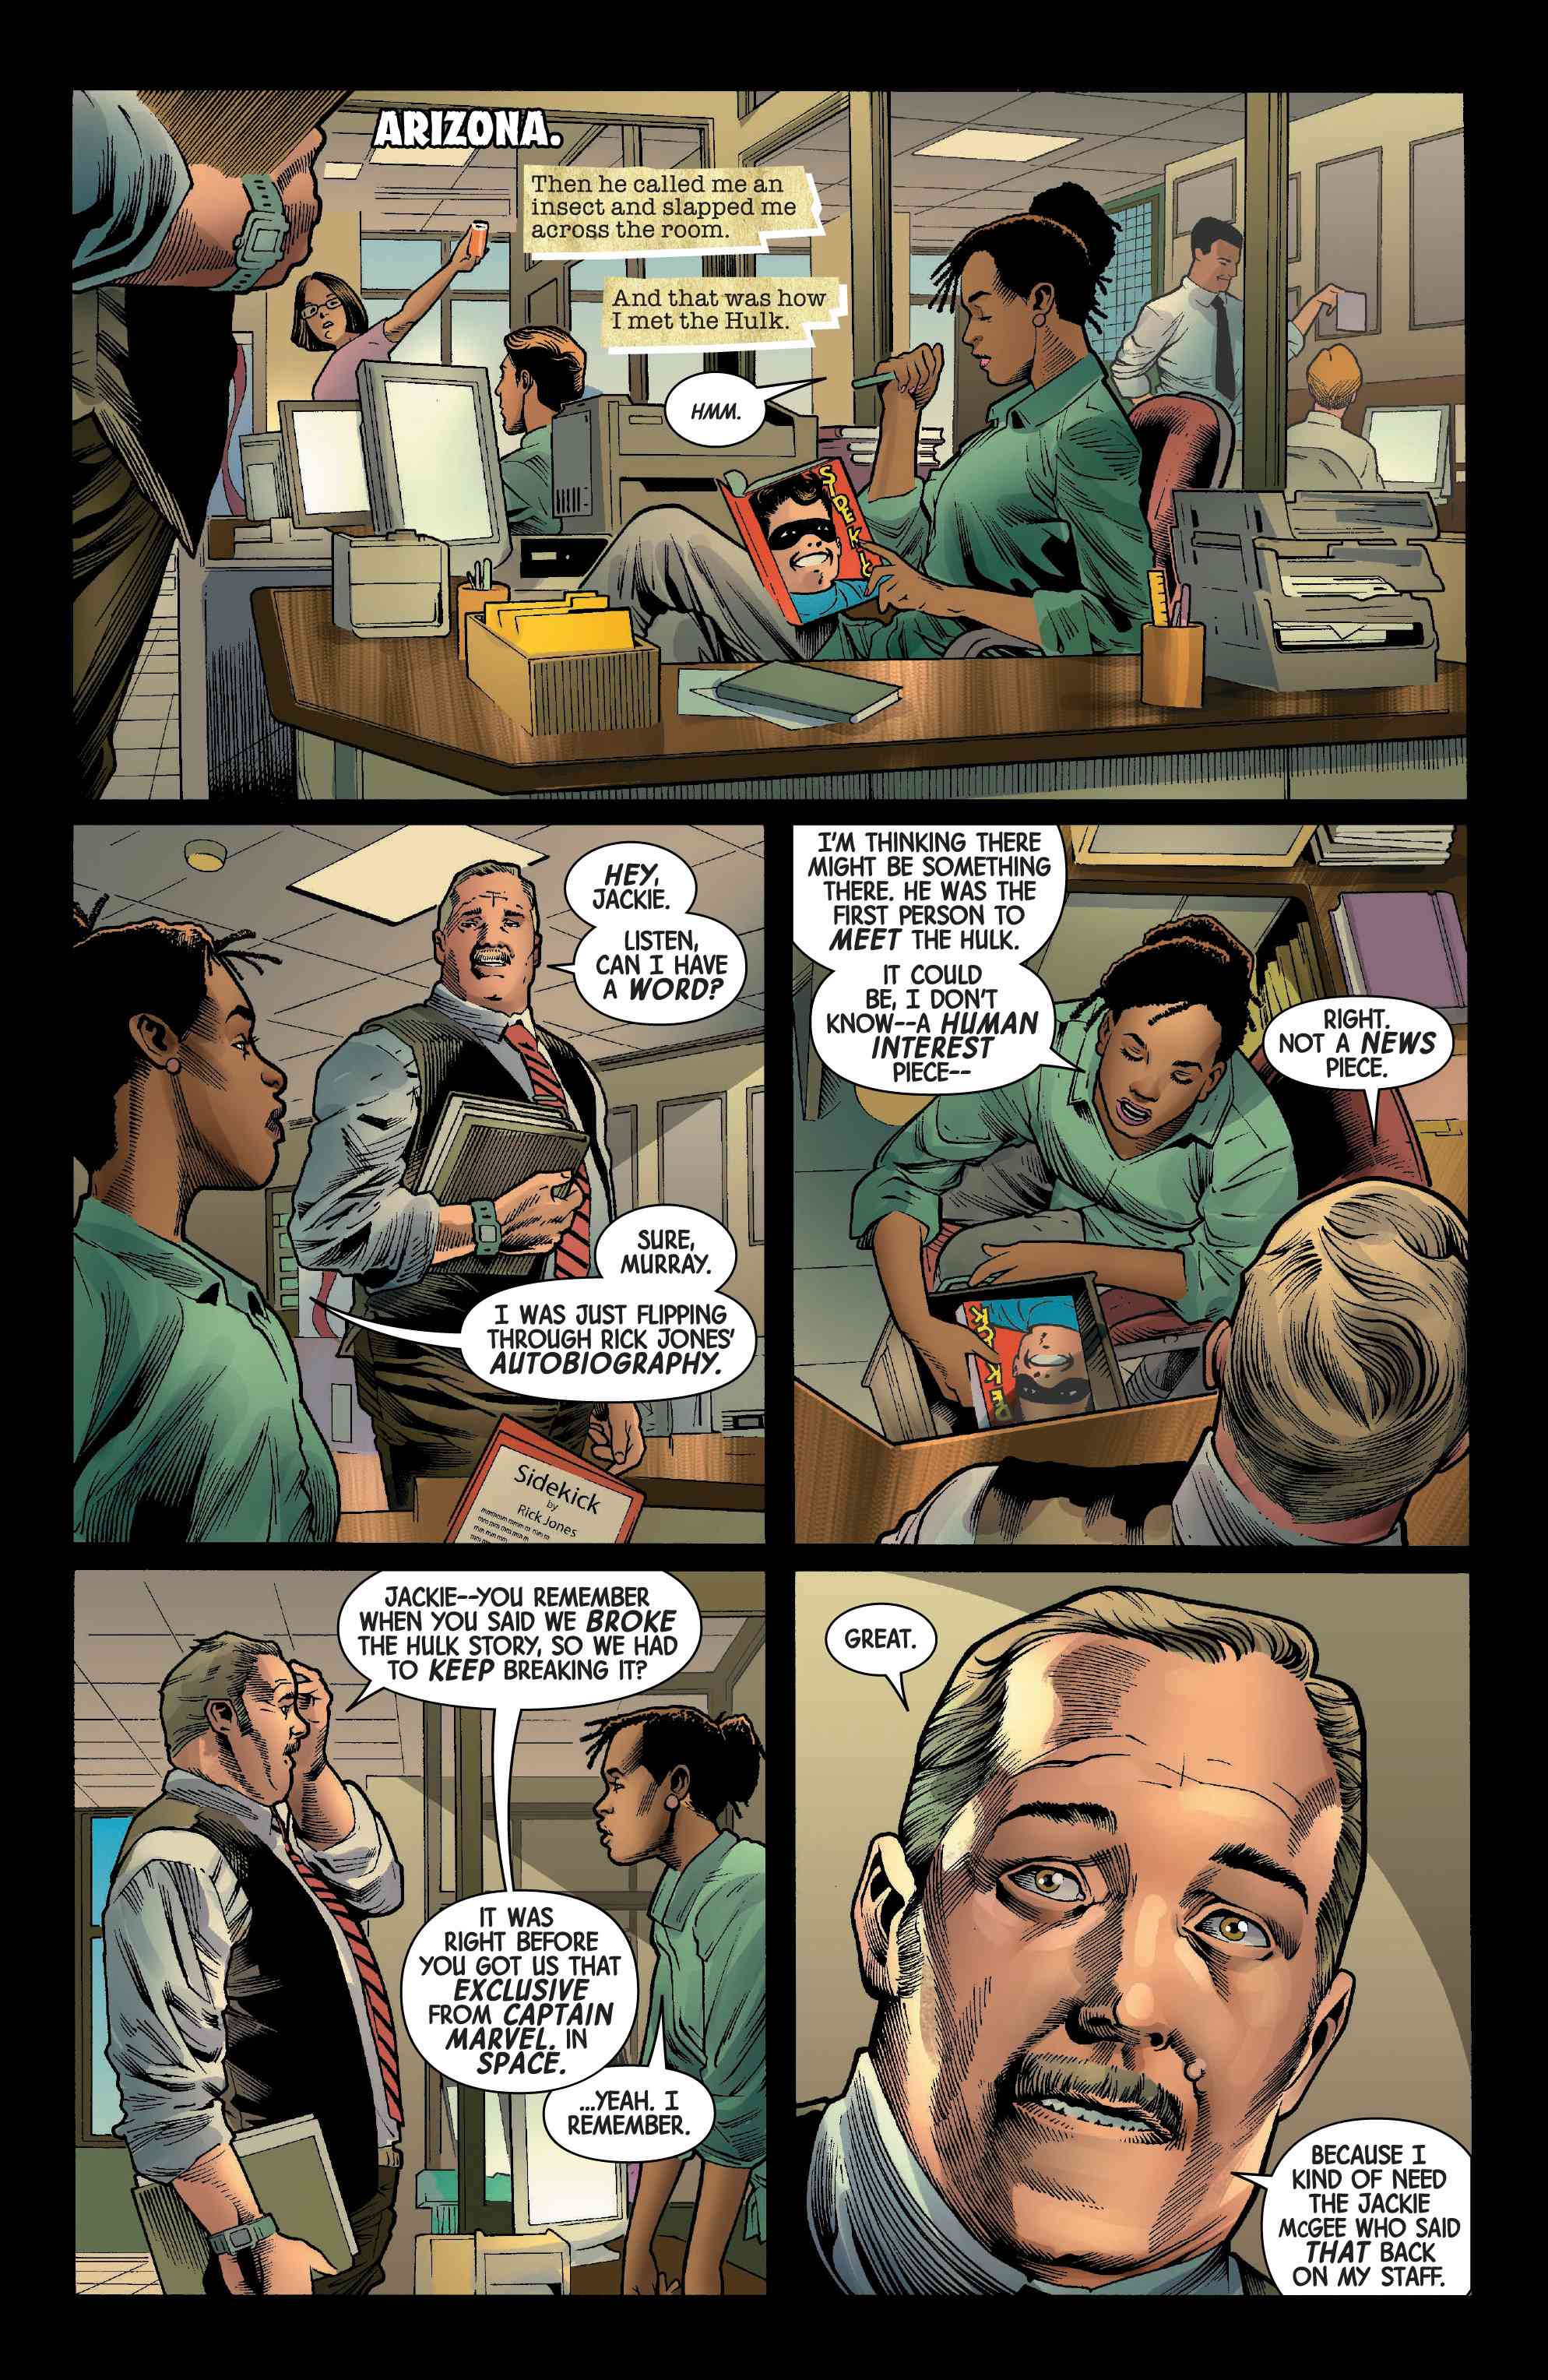 ARIZONA.
Then he called me an
insect and slapped me
across the room.
And that was how
I met the Hulk.
HMM.
SIDEKIC
HEY,
JACKIE.
LISTEN,
CAN I HAVE
A WORD?
SURE,
MURRAY.
I WAS JUST FLIPPING
THROUGH RICK JONES'
AUTOBIOGRAPHY.
Sidekick
by
Rick Jones
I'M THINKING THERE
MIGHT BE SOMETHING
THERE. HE WAS THE
FIRST PERSON TO
MEET THE HULK.
IT COULD
BE, I DON'T
KNOW--A HUMAN
INTEREST
PIECE--
RIGHT.
NOT A NEWS
PIECE.
JACKIE--YOU REMEMBER
WHEN YOU SAID WE BROKE
THE HULK STORY, SO WE HAD
TO KEEP BREAKING IT?
IT WAS
RIGHT BEFORE
YOU GOT US THAT
EXCLUSIVE
FROM CAPTAIN
MARVEL. IN
SPACE.
...YEAH. I
REMEMBER.
GREAT.
BECAUSE I
KIND OF NEED
THE JACKIE
McGEE WHO SAID
THAT BACK
ON MY STAFF.